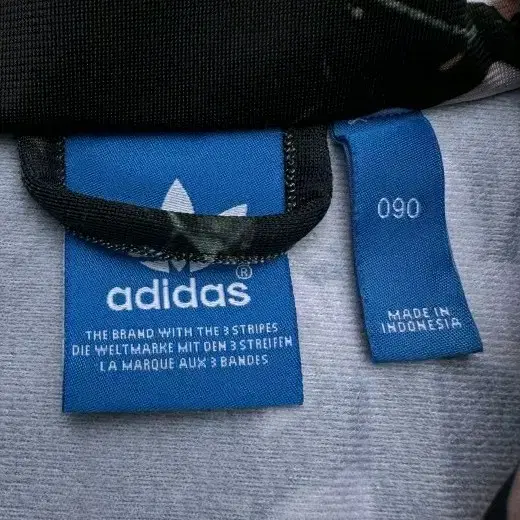 adidas
®
THE BRAND WITH THE 3 STRIPES
DIE WELTMARKE MIT DEN 3 STREIFEN
LA MARQUE AUX 3 BANDES
090
MADE IN
INDONESIA